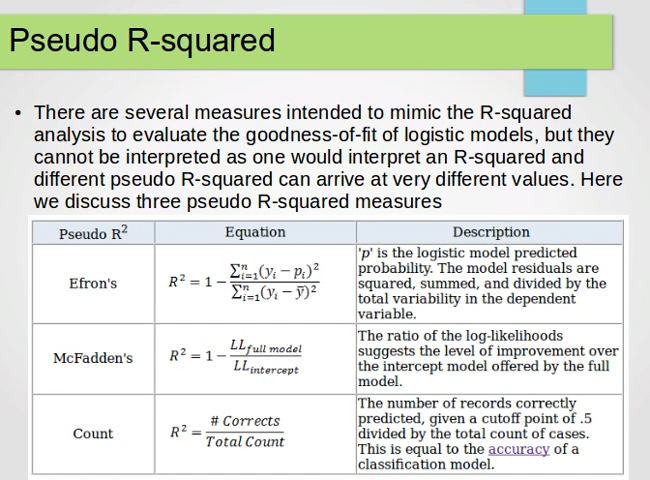 Pseudo R-squared
• There are several measures intended to mimic the R-squared
analysis to evaluate the goodness-of-fit of logistic models, but they
cannot be interpreted as one would interpret an R-squared and
different pseudo R-squared can arrive at very different values. Here
we discuss three pseudo R-squared measures
Pseudo R² Equation Description
Efron's
R² = 1 − ∑ⁿᵢ₌₁(yᵢ − pᵢ)² / ∑ⁿᵢ₌₁(yᵢ − ȳ)²
'p' is the logistic model predicted
probability. The model residuals are
squared, summed, and divided by the
total variability in the dependent
variable.
McFadden's
R² = 1 − LL full model / LL intercept
The ratio of the log-likelihoods
suggests the level of improvement over
the intercept model offered by the full
model.
Count
R² = # Corrects / Total Count
The number of records correctly
predicted, given a cutoff point of .5
divided by the total count of cases.
This is equal to the accuracy of a
classification model.